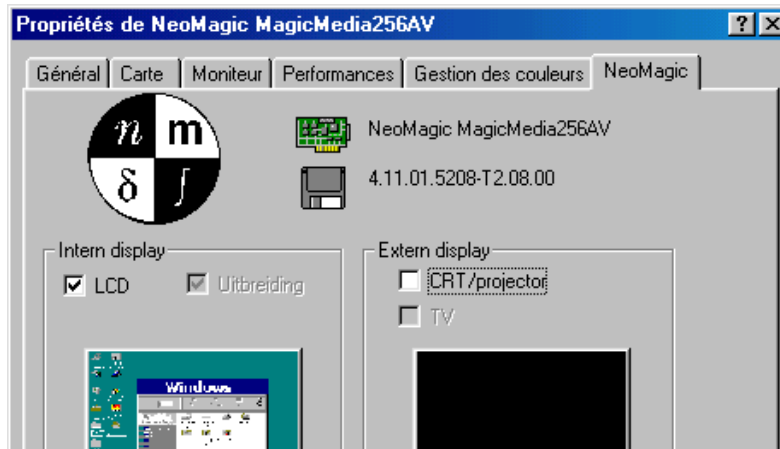 Propriétés de NeoMagic MagicMedia256AV
Général Carte Moniteur Performances Gestion des couleurs NeoMagic
n m
δ ∫
NeoMagic MagicMedia256AV
4.11.01.5208-T2.08.00
Intern display
LCD Uitbreiding
Extern display
CRT/projector
TV
Windows